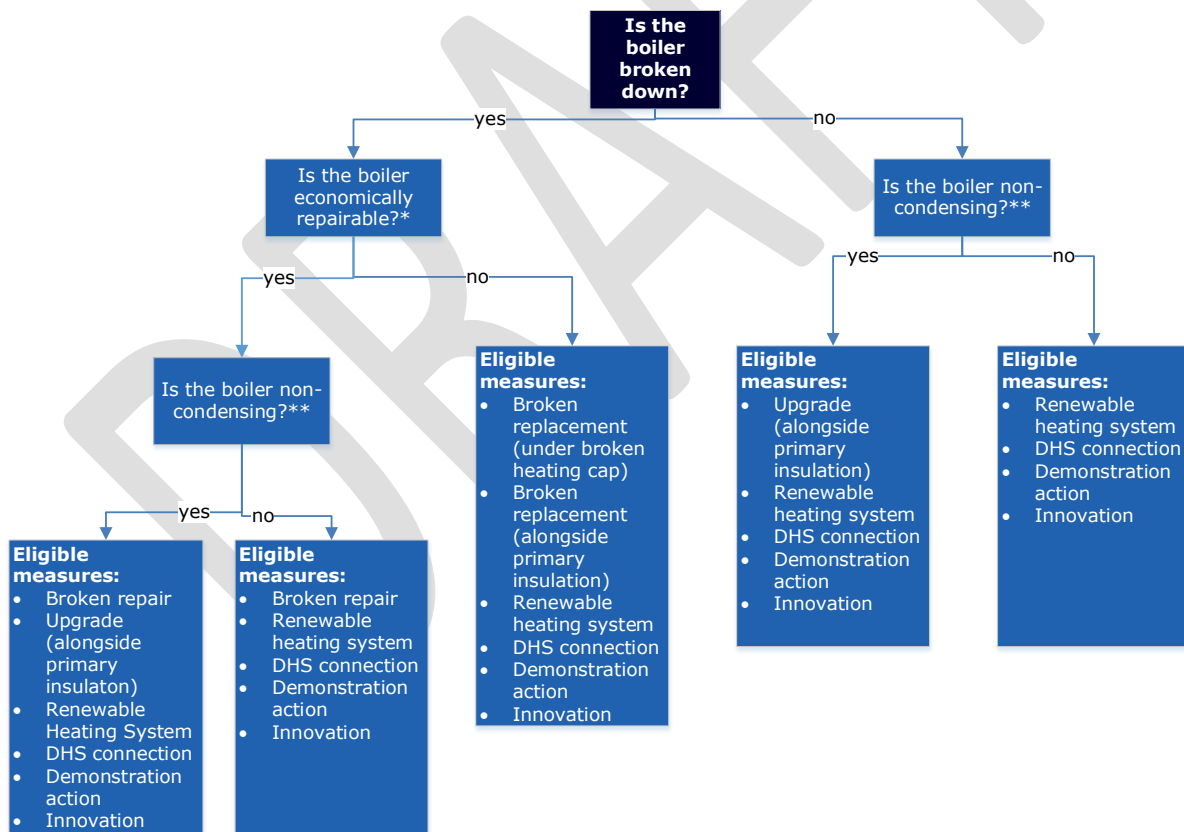 Is the
boiler
broken
down?
yes
no
Is the boiler
economically
repairable?*
Is the boiler non-
condensing?**
yes
no
yes
no
Is the boiler non-
condensing?**
Eligible
measures:
• Broken
replacement
(under broken
heating cap)
• Broken
replacement
(alongside
primary
insulation)
• Renewable
heating system
• DHS connection
• Demonstration
action
• Innovation
Eligible
measures:
• Upgrade
(alongside
primary
insulation)
• Renewable
heating system
• DHS connection
• Demonstration
action
• Innovation
Eligible
measures:
• Renewable
heating system
• DHS connection
• Demonstration
action
• Innovation
yes
no
Eligible
measures:
• Broken repair
• Upgrade
(alongside
primary
insulaton)
• Renewable
Heating System
• DHS connection
• Demonstration
action
• Innovation
Eligible
measures:
• Broken repair
• Renewable
heating system
• DHS connection
• Demonstration
action
• Innovation
DRAF